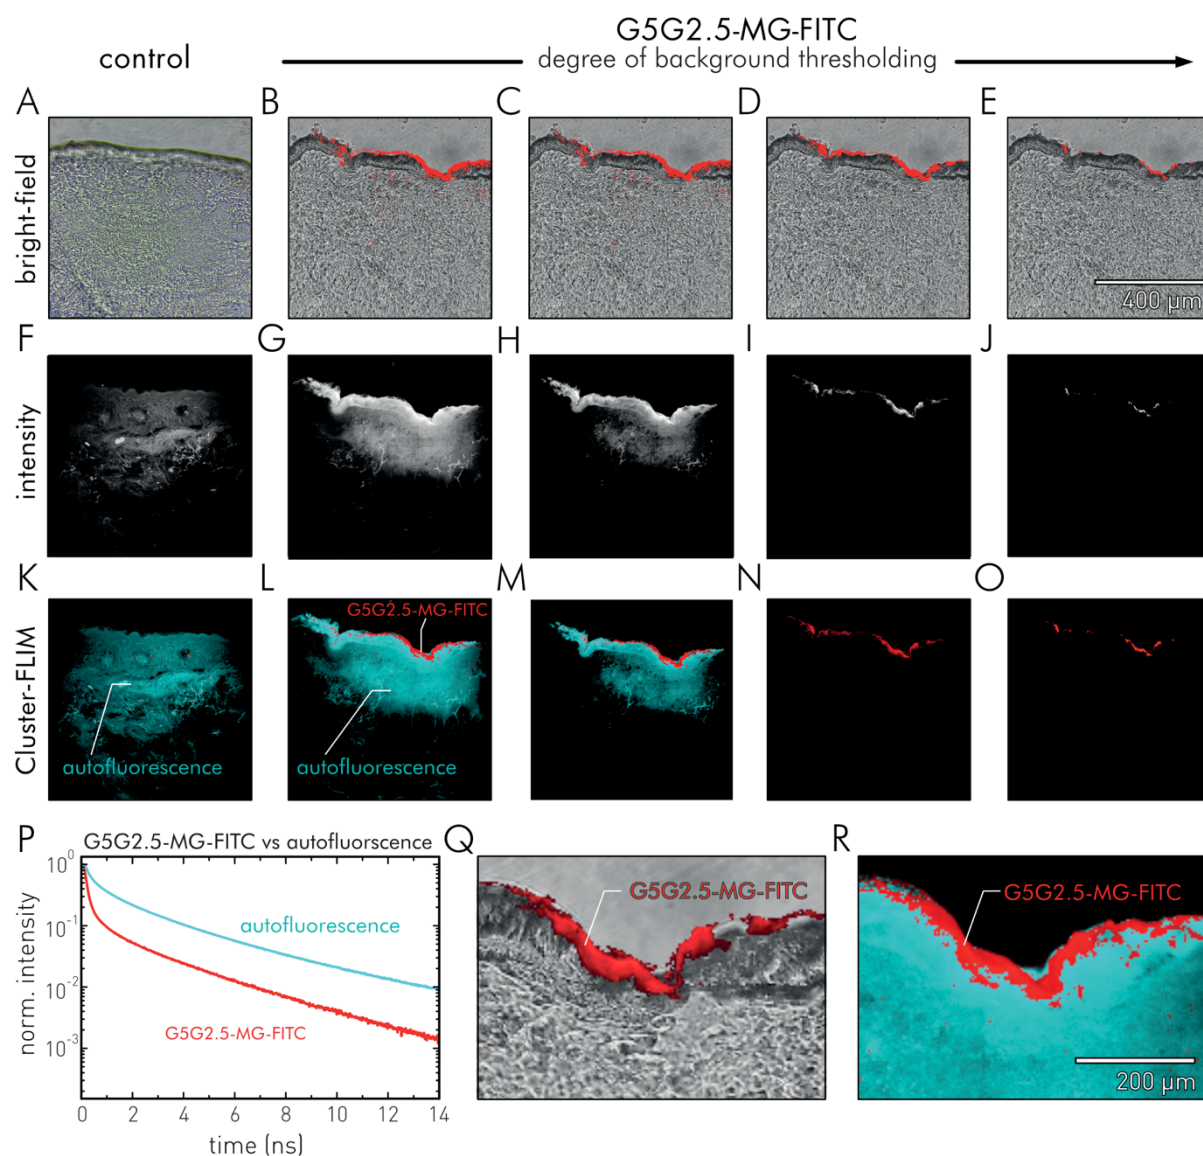 G5G2.5-MG-FITC
control
degree of background thresholding
A
B
C
D
E
bright-field
400 µm
F
G
H
I
J
intensity
K
L
M
N
O
Cluster-FLIM
G5G2.5-MG-FITC
autofluorescence
autofluorescence
P
G5G2.5-MG-FITC vs autofluorscence
10⁰
10⁻¹
10⁻²
10⁻³
norm. intensity
autofluorescence
G5G2.5-MG-FITC
0
2
4
6
8
10
12
14
time (ns)
Q
G5G2.5-MG-FITC
R
G5G2.5-MG-FITC
200 µm